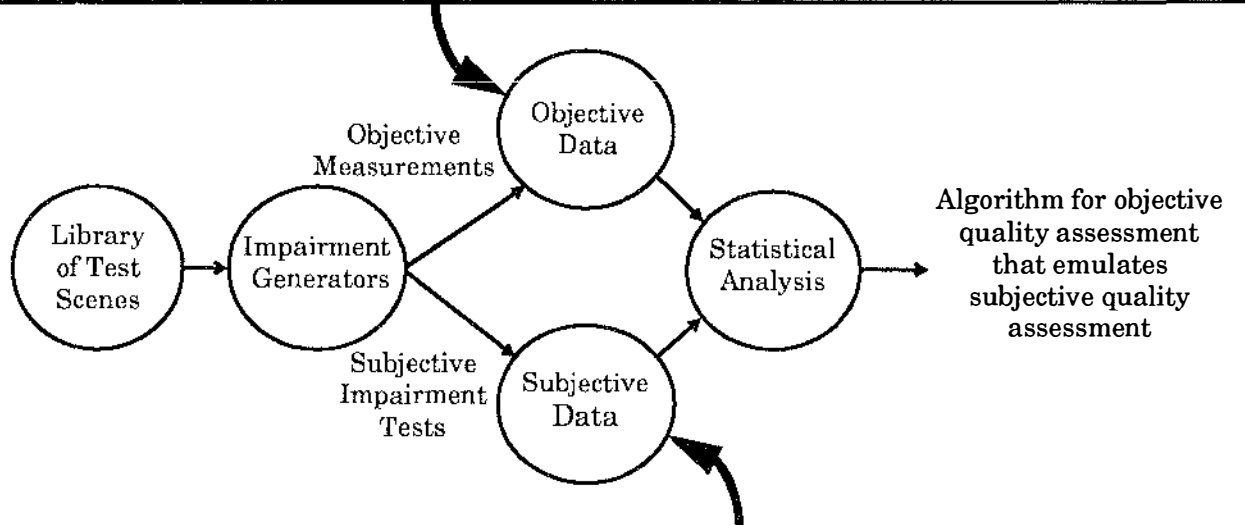 Library
of Test
Scenes
Impairment
Generators
Objective
Measurements
Subjective
Impairment
Tests
Objective
Data
Subjective
Data
Statistical
Analysis
Algorithm for objective
quality assessment
that emulates
subjective quality
assessment